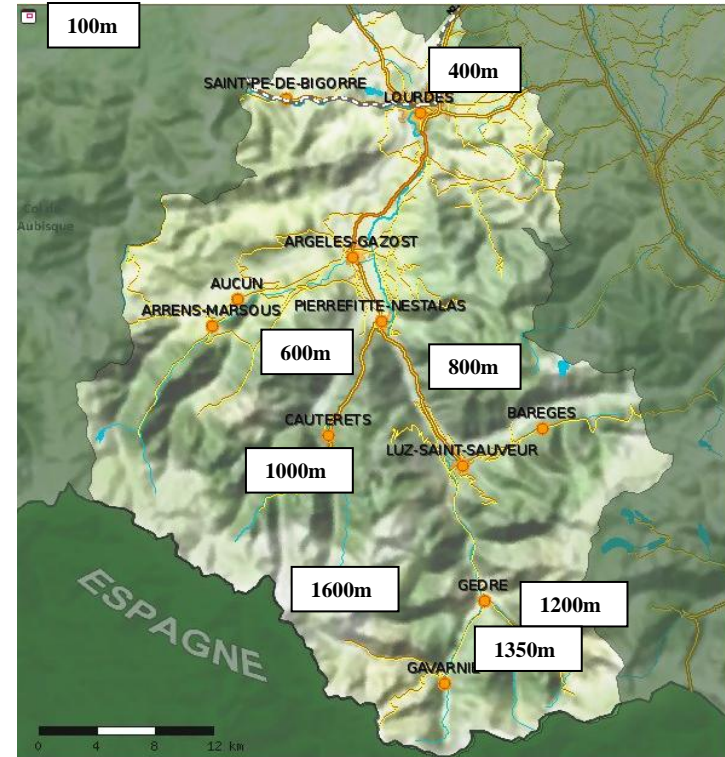 100m
400m
SAINT-PE-DE-BIGORRE
LOURDES
Aubisque
ARGELES-GAZOST
AUCUN
ARRENS-MARSOUS
PIERREFITTE-NESTALAS
600m
800m
CAUTERETS
BAREGES
LUZ-SAINT-SAUVEUR
1000m
ESPAGNE
1600m
GEDRE
1200m
1350m
GAVARNIE
0 4 8 12 km